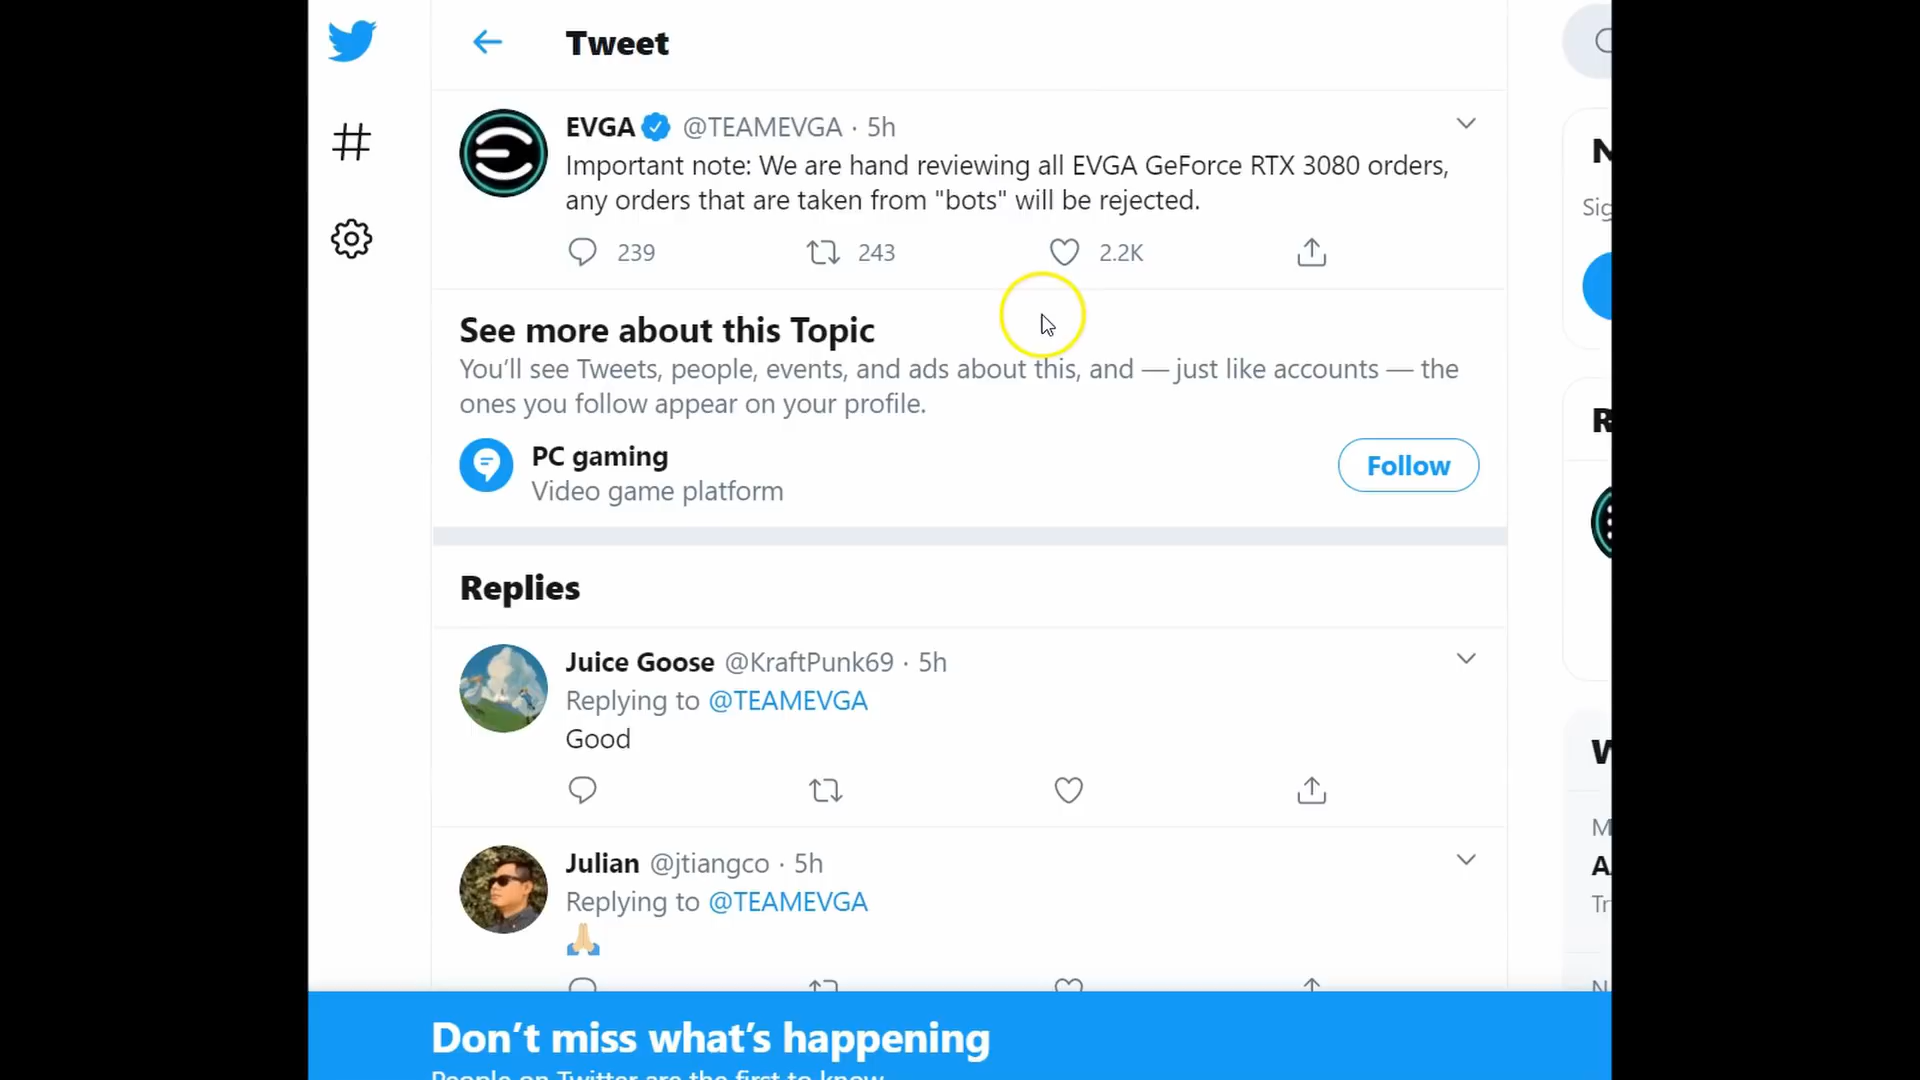 Tweet
EVGA @TEAMEVGA · 5h
Important note: We are hand reviewing all EVGA GeForce RTX 3080 orders,
any orders that are taken from "bots" will be rejected.
239 243 2.2K
See more about this Topic
You’ll see Tweets, people, events, and ads about this, and — just like accounts — the
ones you follow appear on your profile.
PC gaming
Video game platform
Follow
Replies
Juice Goose @KraftPunk69 · 5h
Replying to @TEAMEVGA
Good
Julian @jtiangco · 5h
Replying to @TEAMEVGA
🙏🏼
Don’t miss what’s happening
People on Twitter are the first to know